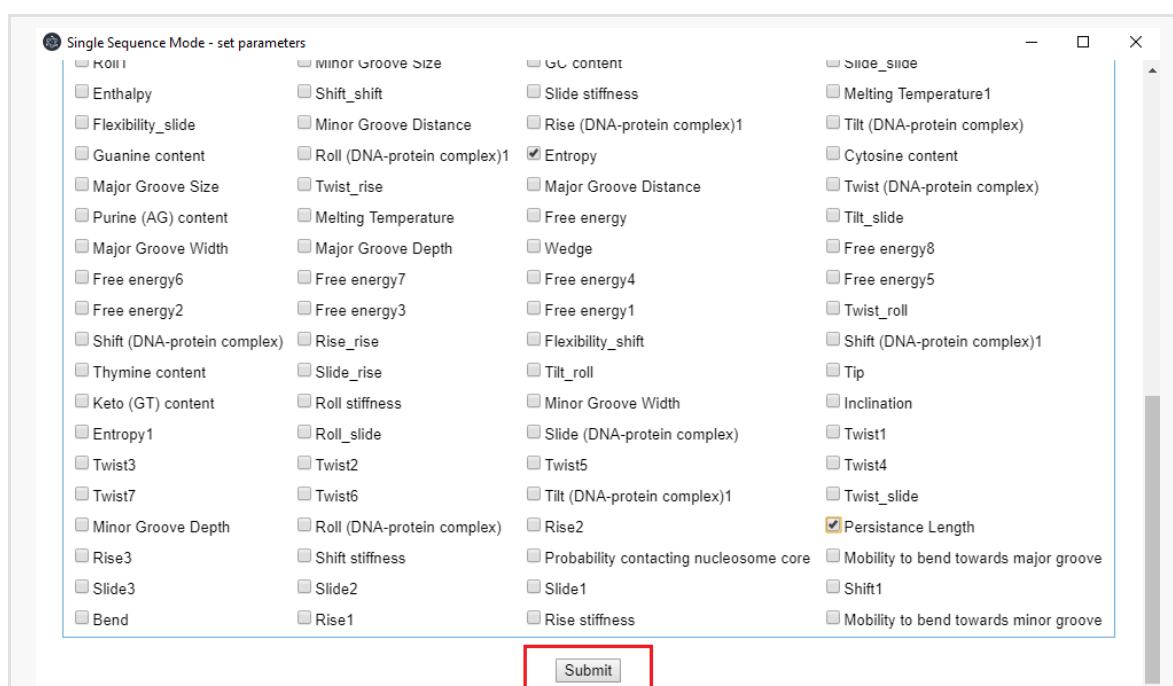 Single Sequence Mode - set parameters
Roll1 Minor Groove Size GC content Slide_slide
Enthalpy Shift_shift Slide stiffness Melting Temperature1
Flexibility_slide Minor Groove Distance Rise (DNA-protein complex)1 Tilt (DNA-protein complex)
Guanine content Roll (DNA-protein complex)1 Entropy Cytosine content
Major Groove Size Twist_rise Major Groove Distance Twist (DNA-protein complex)
Purine (AG) content Melting Temperature Free energy Tilt_slide
Major Groove Width Major Groove Depth Wedge Free energy8
Free energy6 Free energy7 Free energy4 Free energy5
Free energy2 Free energy3 Free energy1 Twist_roll
Shift (DNA-protein complex) Rise_rise Flexibility_shift Shift (DNA-protein complex)1
Thymine content Slide_rise Tilt_roll Tip
Keto (GT) content Roll stiffness Minor Groove Width Inclination
Entropy1 Roll_slide Slide (DNA-protein complex) Twist1
Twist3 Twist2 Twist5 Twist4
Twist7 Twist6 Tilt (DNA-protein complex)1 Twist_slide
Minor Groove Depth Roll (DNA-protein complex) Rise2 Persistance Length
Rise3 Shift stiffness Probability contacting nucleosome core Mobility to bend towards major groove
Slide3 Slide2 Slide1 Shift1
Bend Rise1 Rise stiffness Mobility to bend towards minor groove
Submit